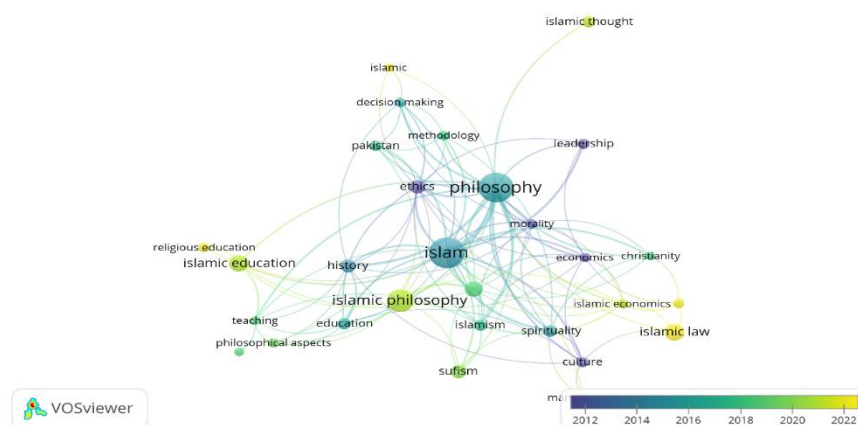 islamic thought
islamic
decision making
methodology
pakistan
leadership
ethics
philosophy
morality
religious education
islamic education
islam
history
economics
christianity
islamic philosophy
islamic economics
teaching
education
islamism
spirituality
islamic law
philosophical aspects
culture
sufism
VOSviewer
2012 2014 2016 2018 2020 2022